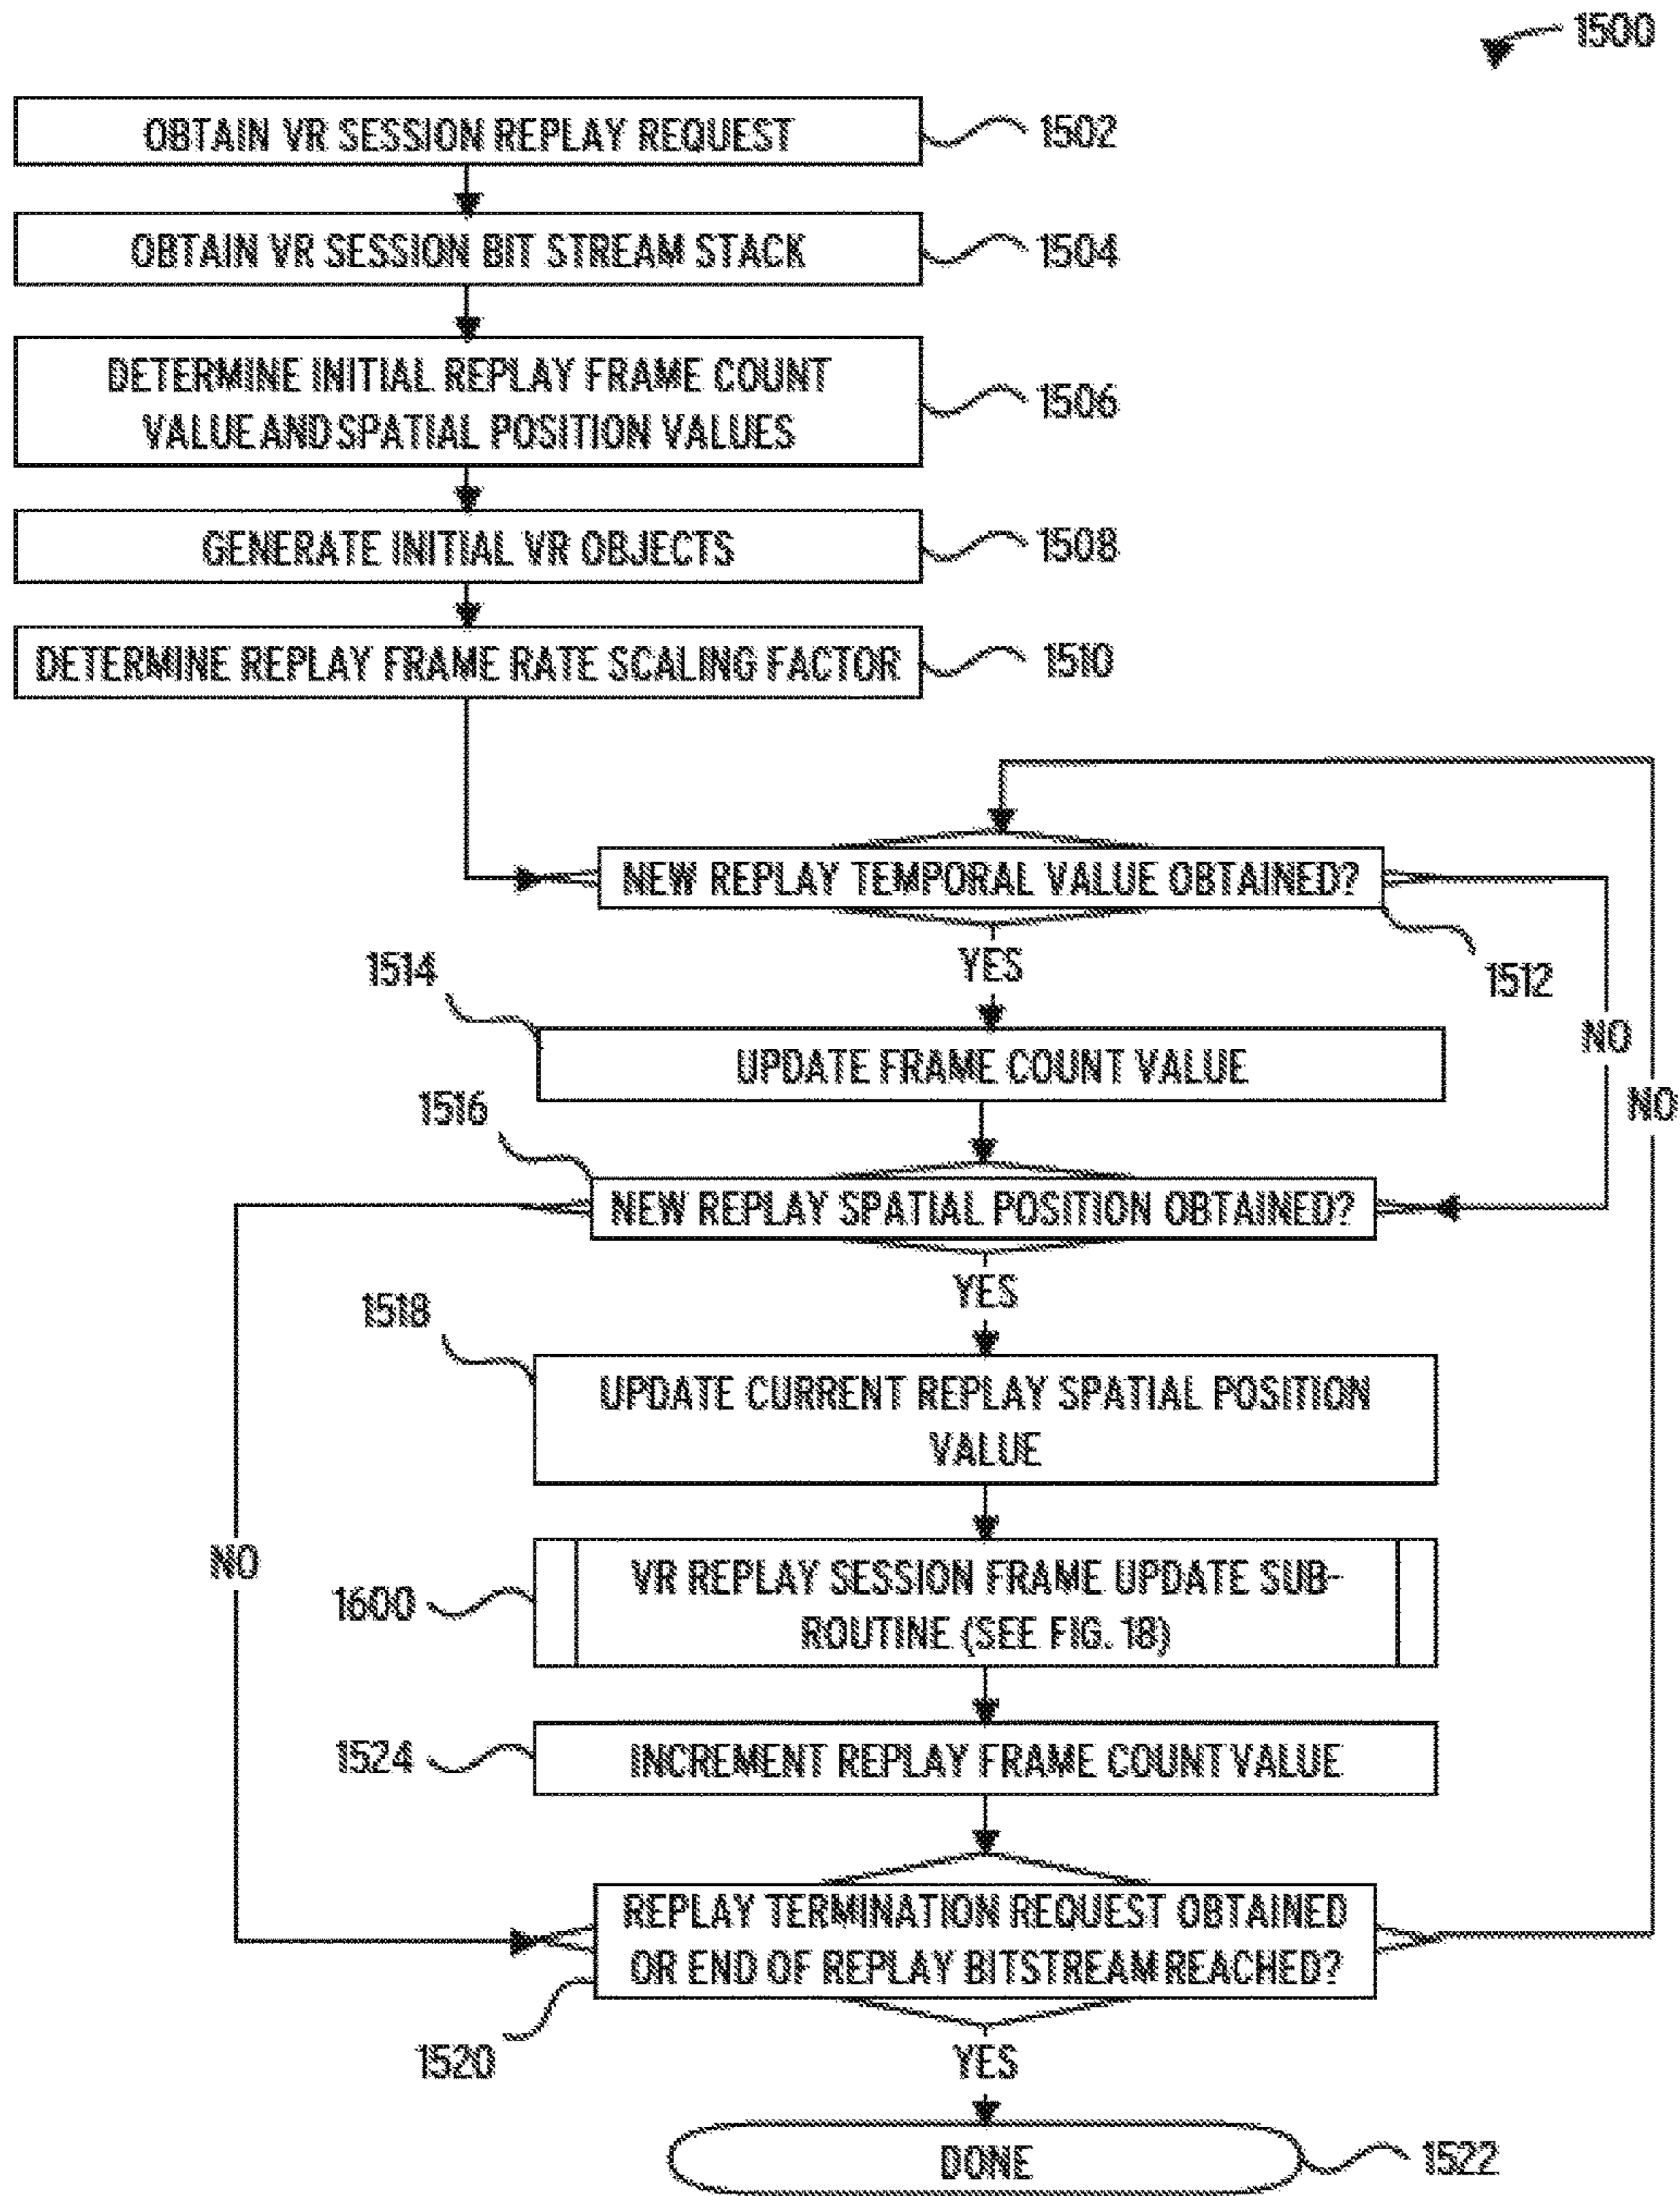 1500
OBTAIN VR SESSION REPLAY REQUEST
1502
OBTAIN VR SESSION BIT STREAM STACK
1504
DETERMINE INITIAL REPLAY FRAME COUNT
VALUE AND SPATIAL POSITION VALUES
1506
GENERATE INITIAL VR OBJECTS
1508
DETERMINE REPLAY FRAME RATE SCALING FACTOR
1510
NEW REPLAY TEMPORAL VALUE OBTAINED?
1512
YES
NO
1514
UPDATE FRAME COUNT VALUE
NO
1516
NEW REPLAY SPATIAL POSITION OBTAINED?
YES
1518
UPDATE CURRENT REPLAY SPATIAL POSITION
VALUE
NO
1600
VR REPLAY SESSION FRAME UPDATE SUB-
ROUTINE (SEE FIG. 18)
1524
INCREMENT REPLAY FRAME COUNT VALUE
REPLAY TERMINATION REQUEST OBTAINED
OR END OF REPLAY BITSTREAM REACHED?
1520
YES
DONE
1522